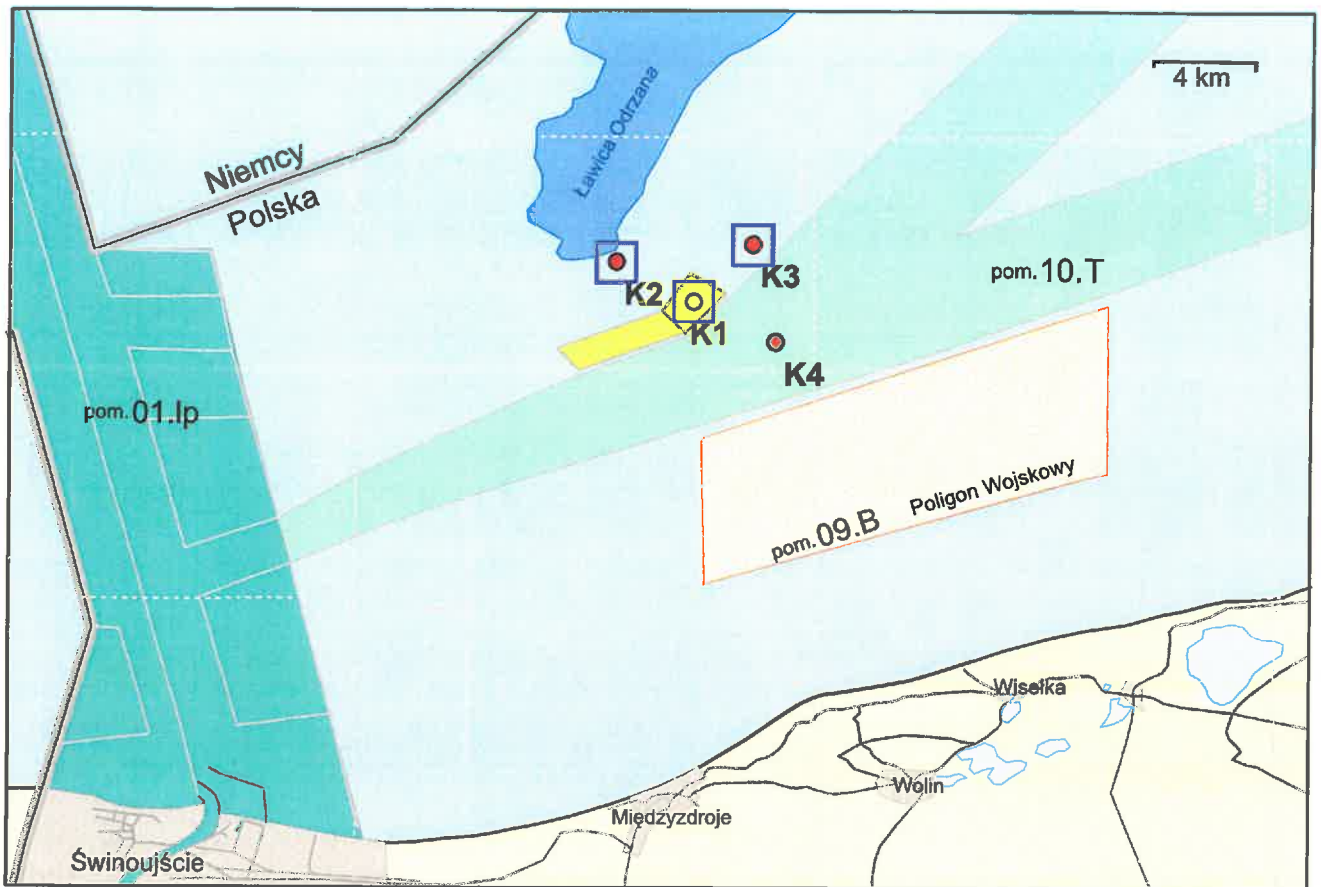 4 km
Ławica Odrzana
Niemcy
Polska
K2
K3
K1
K4
pom. 10.T
pom. 01.Ip
Poligon Wojskowy
pom. 09.B
Wisełka
Wolin
Międzyzdroje
Świnoujście